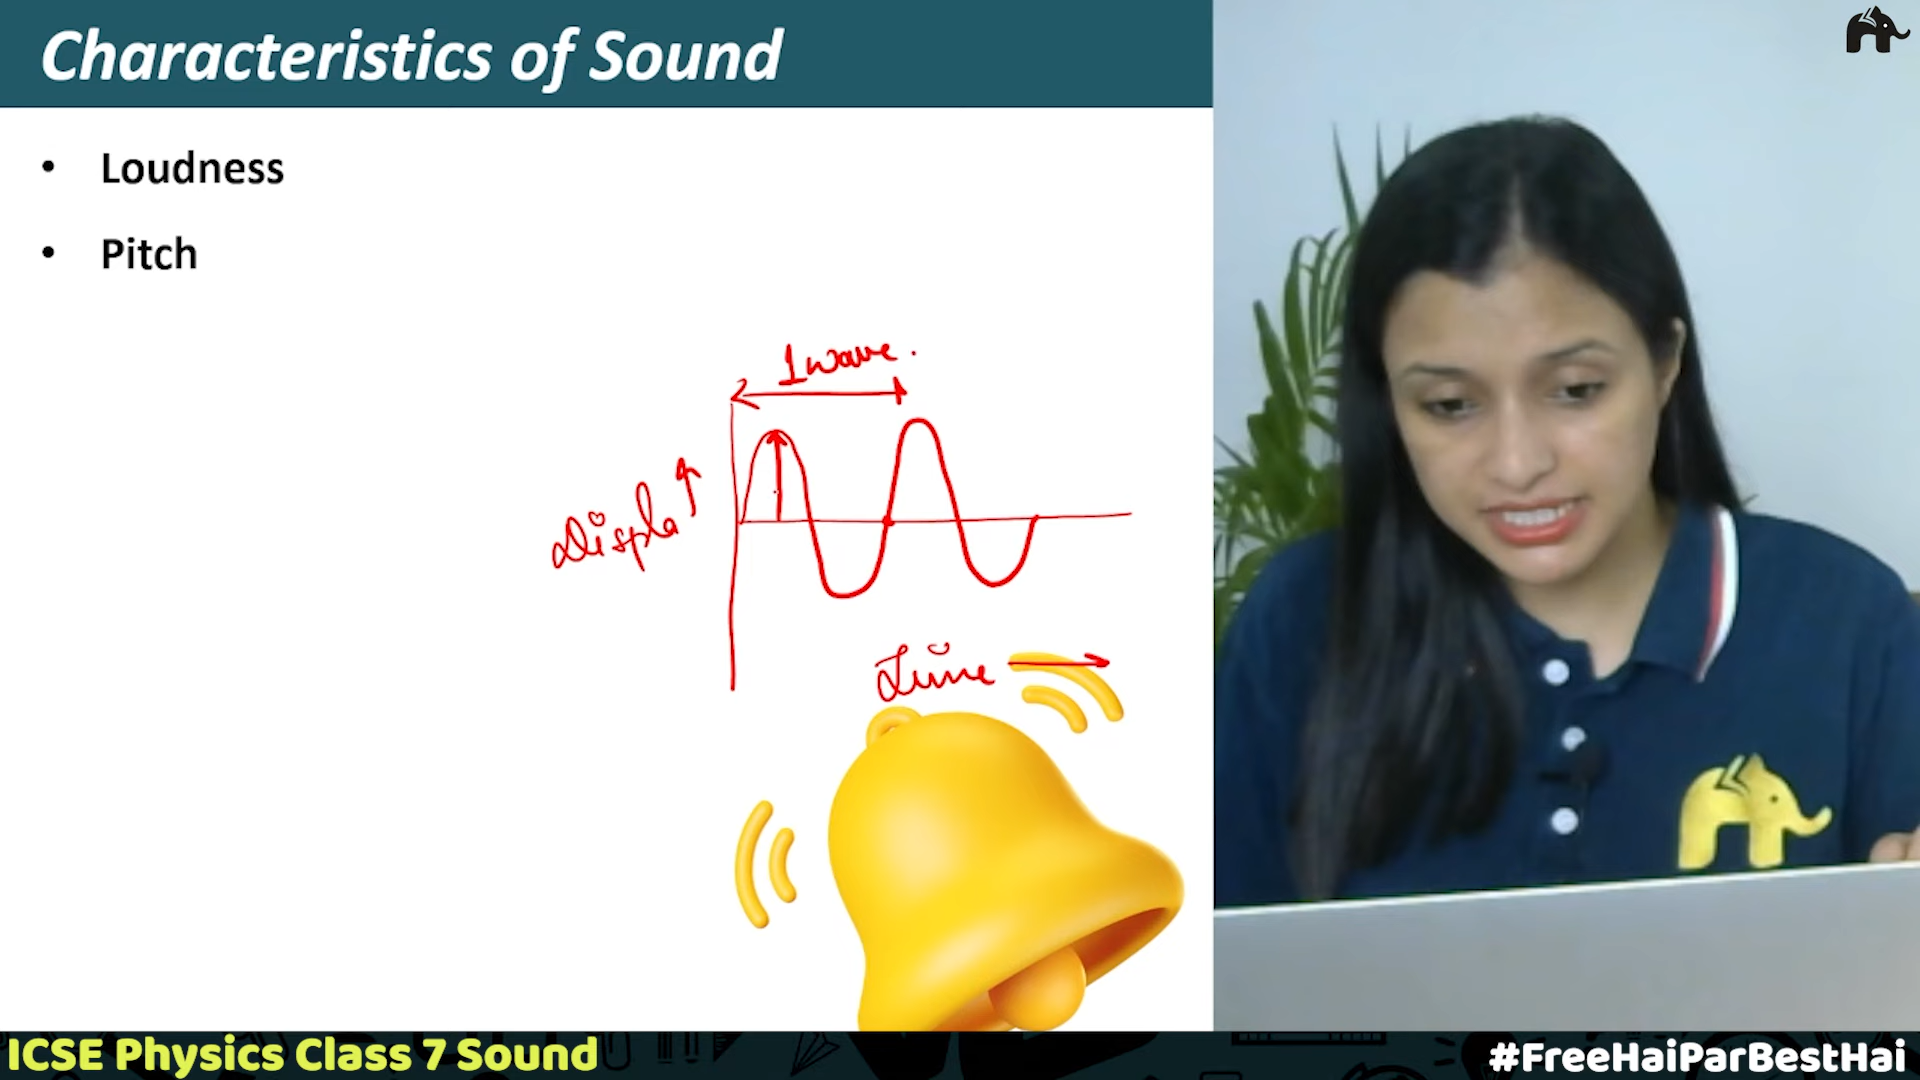 Characteristics of Sound
• Loudness
• Pitch
1 wave.
Displa
Time
ICSE Physics Class 7 Sound
#FreeHaiParBestHai